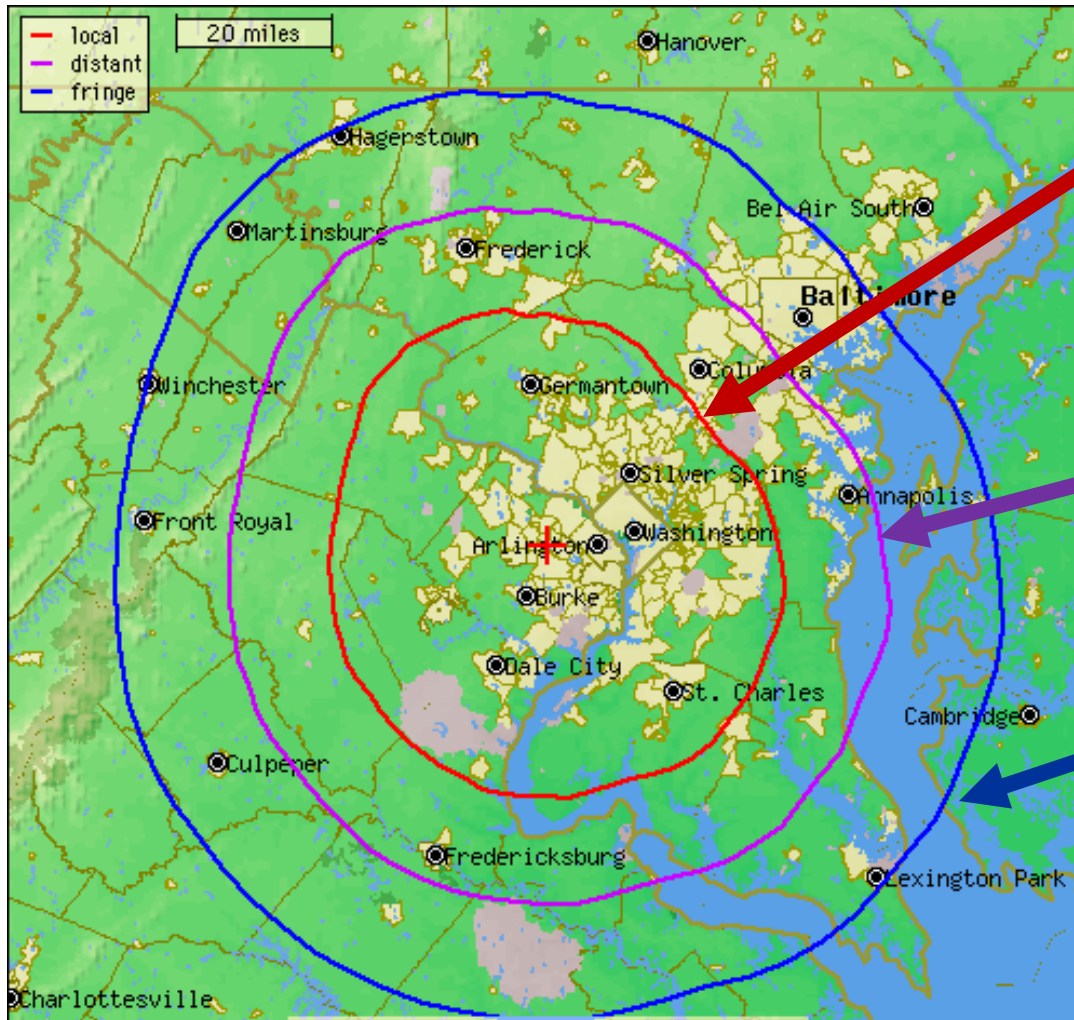 local
distant
fringe
20 miles
Hanover
Hagerstown
Bel Air South
Martinsburg
Frederick
Baltimore
Columbia
Winchester
Germantown
Silver Spring
Annapolis
Front Royal
Washington
Arlington
Burke
Dale City
St. Charles
Cambridge
Culpeper
Fredericksburg
Lexington Park
Charlottesville